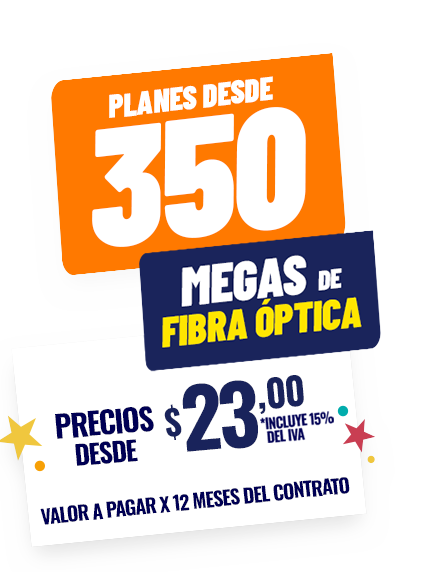 PLANES DESDE
350
MEGAS DE
FIBRA ÓPTICA
PRECIOS
DESDE
$23,00
*INCLUYE 15%
DEL IVA
VALOR A PAGAR X 12 MESES DEL CONTRATO